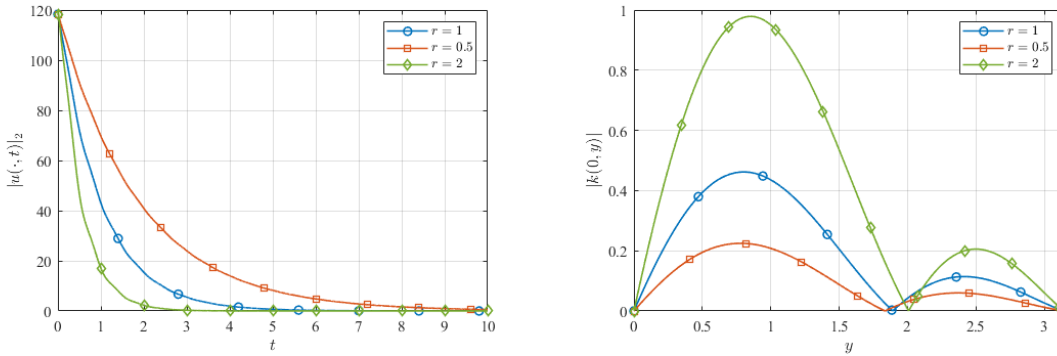 120
100
80
60
40
20
0
|u(·, t)|₂
r = 1
r = 0.5
r = 2
0 1 2 3 4 5 6 7 8 9 10
t
1
0.8
0.6
0.4
0.2
0
|k(0, y)|
r = 1
r = 0.5
r = 2
0 0.5 1 1.5 2 2.5 3
y